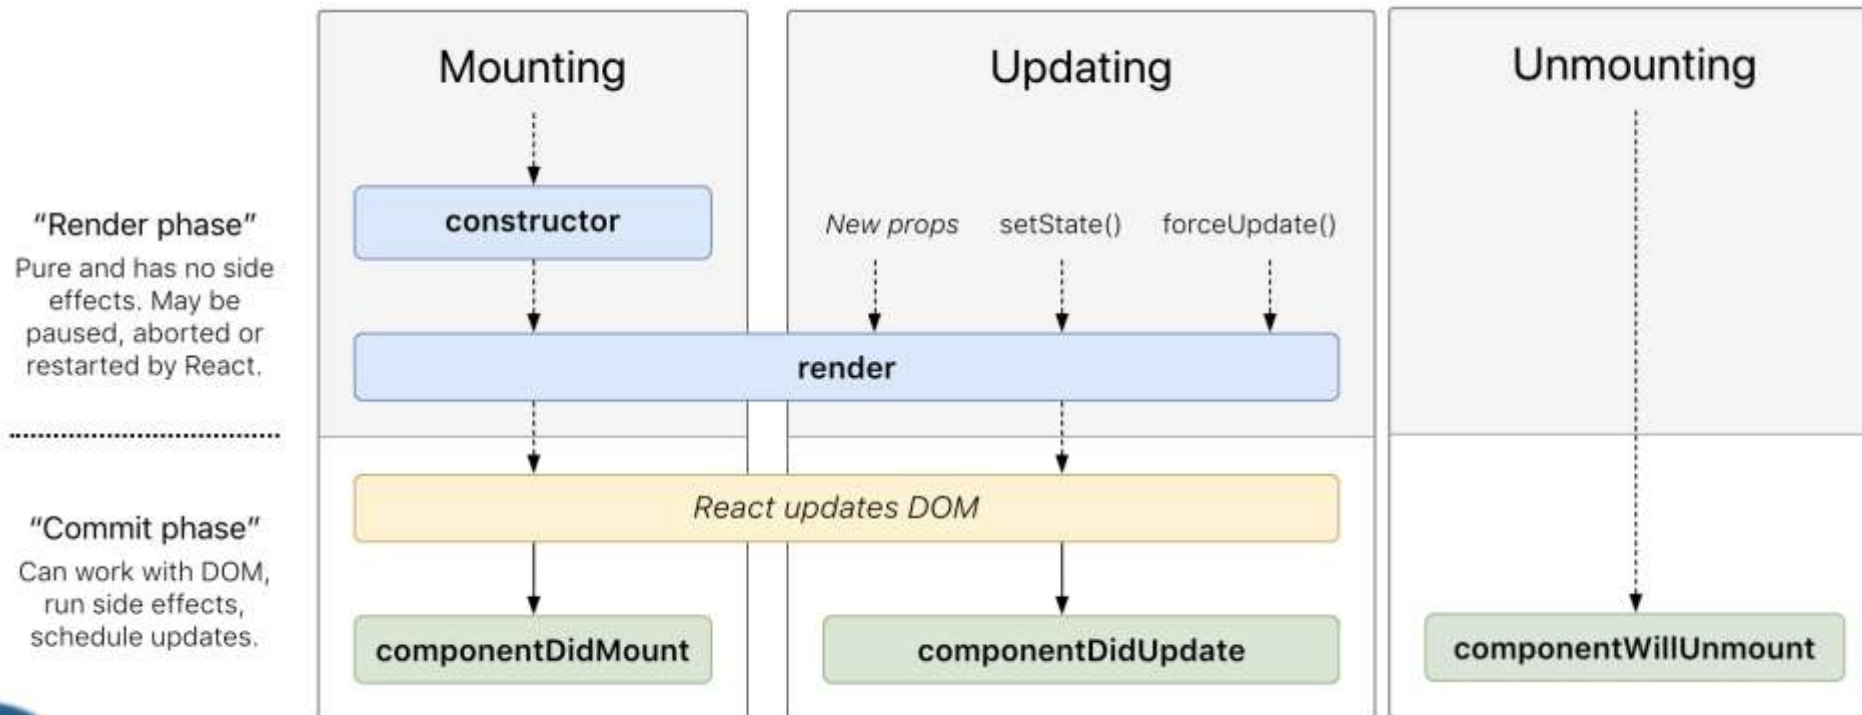 Mounting
Updating
Unmounting
“Render phase”
Pure and has no side
effects. May be
paused, aborted or
restarted by React.
constructor
New props
setState()
forceUpdate()
render
“Commit phase”
Can work with DOM,
run side effects,
schedule updates.
React updates DOM
componentDidMount
componentDidUpdate
componentWillUnmount